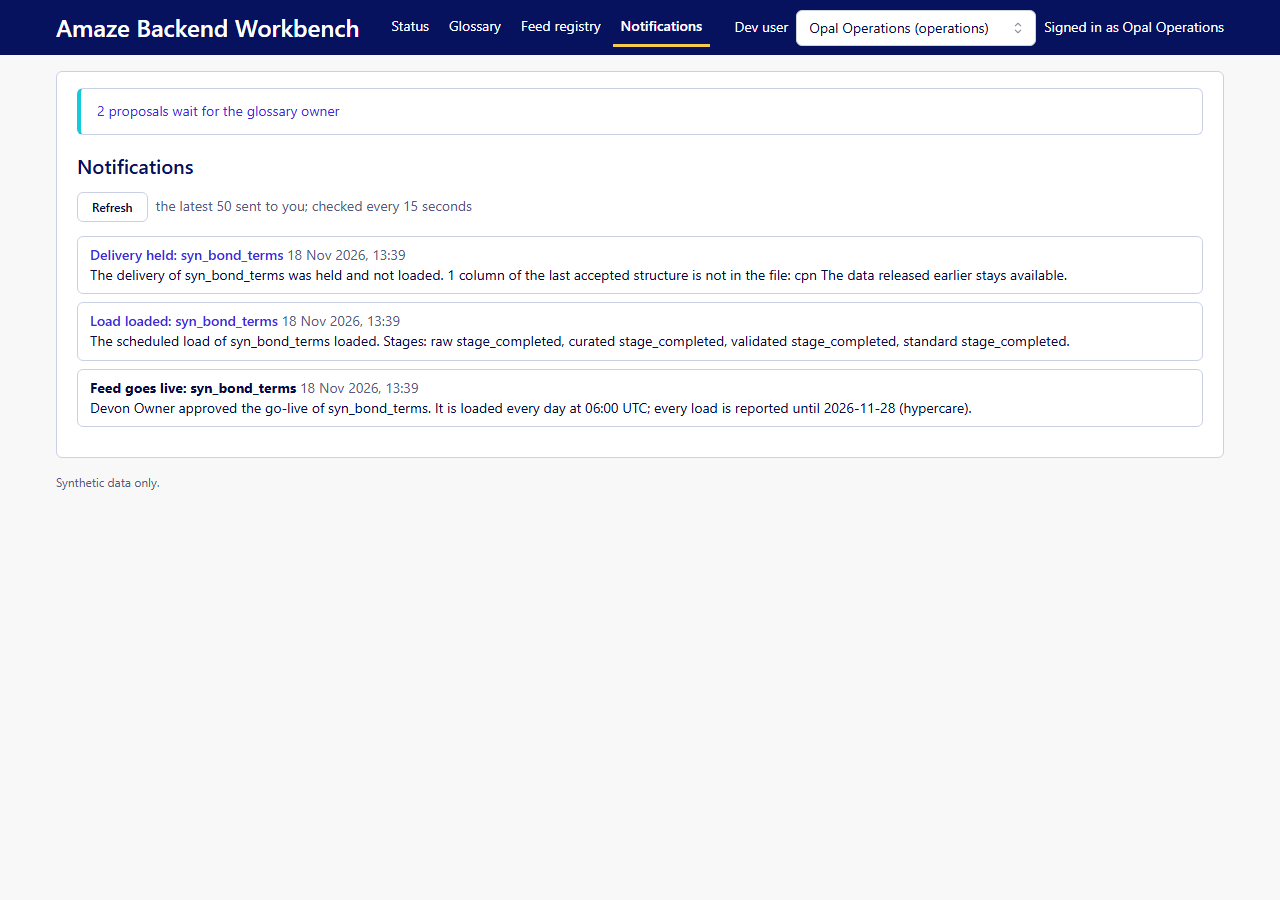 Amaze Backend Workbench
Status
Glossary
Feed registry
Notifications
Dev user
Opal Operations (operations)
Signed in as Opal Operations
2 proposals wait for the glossary owner
Notifications
Refresh
the latest 50 sent to you; checked every 15 seconds
Delivery held: syn_bond_terms 18 Nov 2026, 13:39
The delivery of syn_bond_terms was held and not loaded. 1 column of the last accepted structure is not in the file: cpn The data released earlier stays available.
Load loaded: syn_bond_terms 18 Nov 2026, 13:39
The scheduled load of syn_bond_terms loaded. Stages: raw stage_completed, curated stage_completed, validated stage_completed, standard stage_completed.
Feed goes live: syn_bond_terms 18 Nov 2026, 13:39
Devon Owner approved the go-live of syn_bond_terms. It is loaded every day at 06:00 UTC; every load is reported until 2026-11-28 (hypercare).
Synthetic data only.